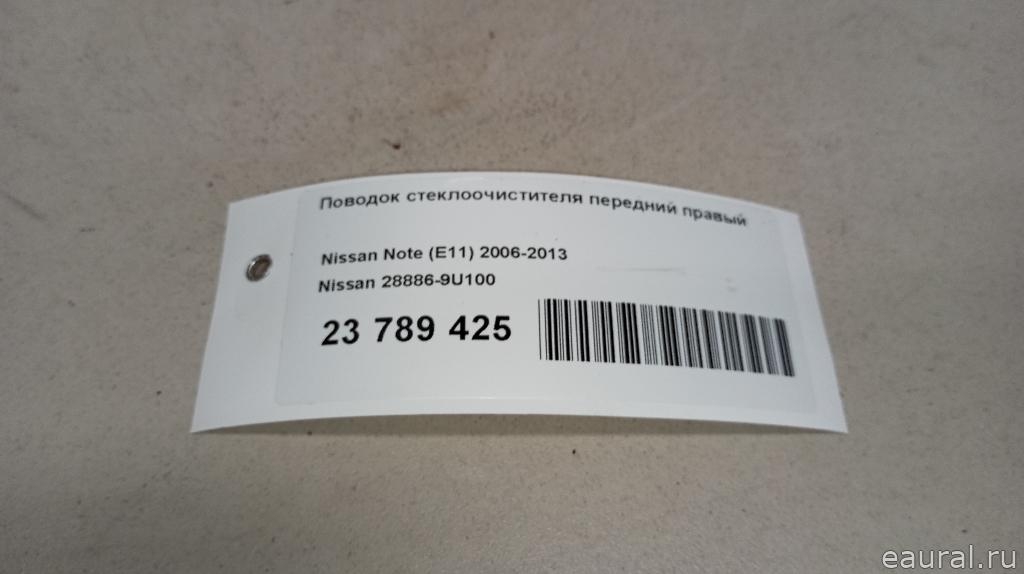 Поводок стеклоочистителя передний правый
Nissan Note (E11) 2006-2013
Nissan 28886-9U100
23 789 425
eaural.ru